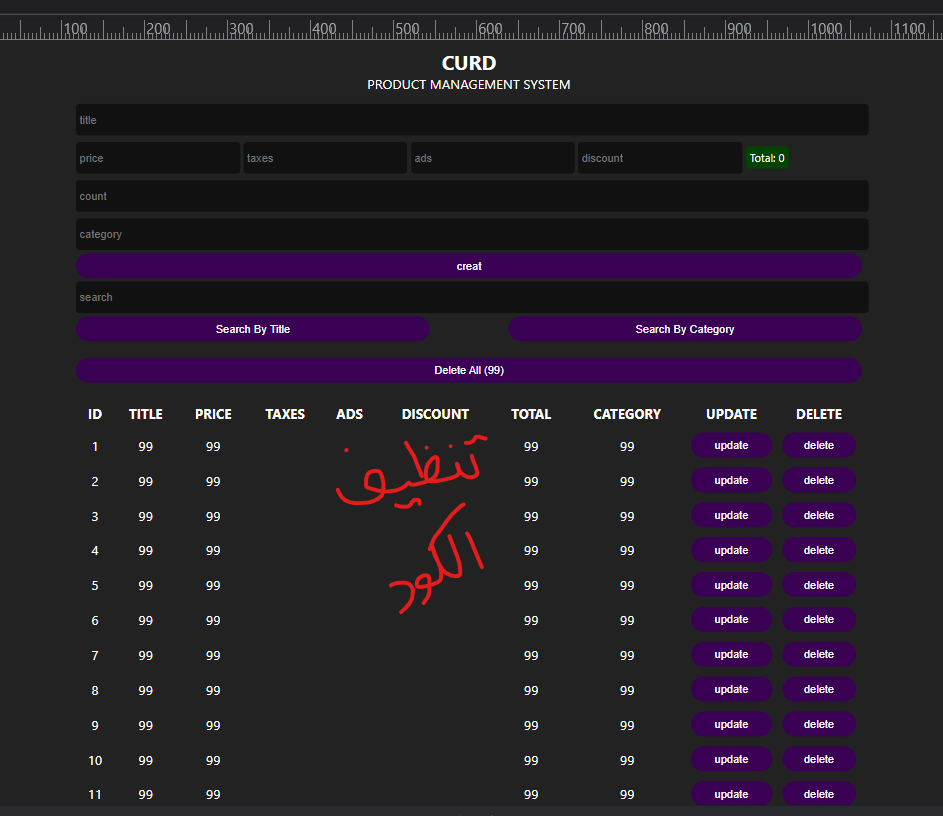 100 200 300 400 500 600 700 800 900 1000 1100
CURD
PRODUCT MANAGEMENT SYSTEM
title
price taxes ads discount Total: 0
count
category
creat
search
Search By Title Search By Category
Delete All (99)
ID TITLE PRICE TAXES ADS DISCOUNT TOTAL CATEGORY UPDATE DELETE
1 99 99 99 99 update delete
تنظيف
2 99 99 99 99 update delete
3 99 99 99 99 update delete
الكود
4 99 99 99 99 update delete
5 99 99 99 99 update delete
6 99 99 99 99 update delete
7 99 99 99 99 update delete
8 99 99 99 99 update delete
9 99 99 99 99 update delete
10 99 99 99 99 update delete
11 99 99 99 99 update delete